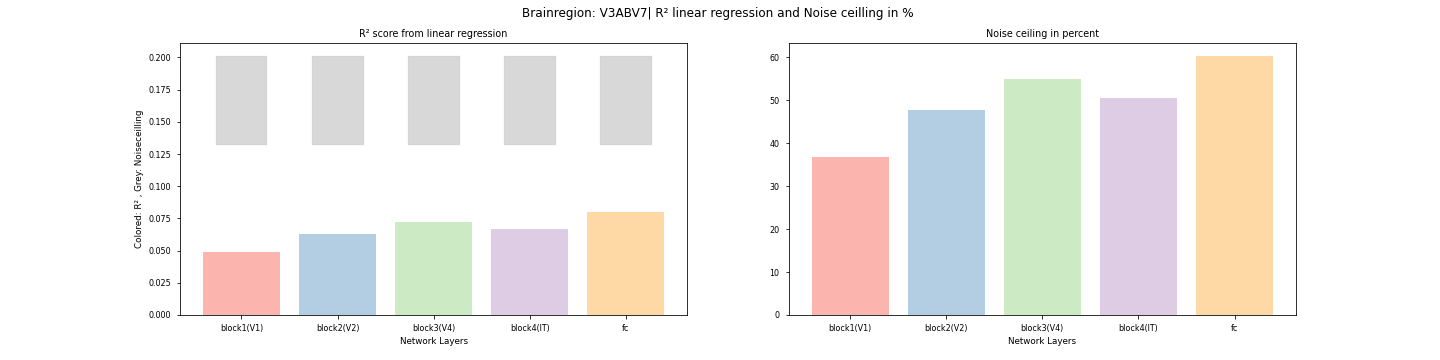 Brainregion: V3ABV7| R² linear regression and Noise ceilling in %
R² score from linear regression
Colored: R² , Grey: Noiseceilling
0.200
0.175
0.150
0.125
0.100
0.075
0.050
0.025
0.000
block1(V1) block2(V2) block3(V4) block4(IT) fc
Network Layers
Noise ceiling in percent
60
50
40
30
20
10
0
block1(V1) block2(V2) block3(V4) block4(IT) fc
Network Layers